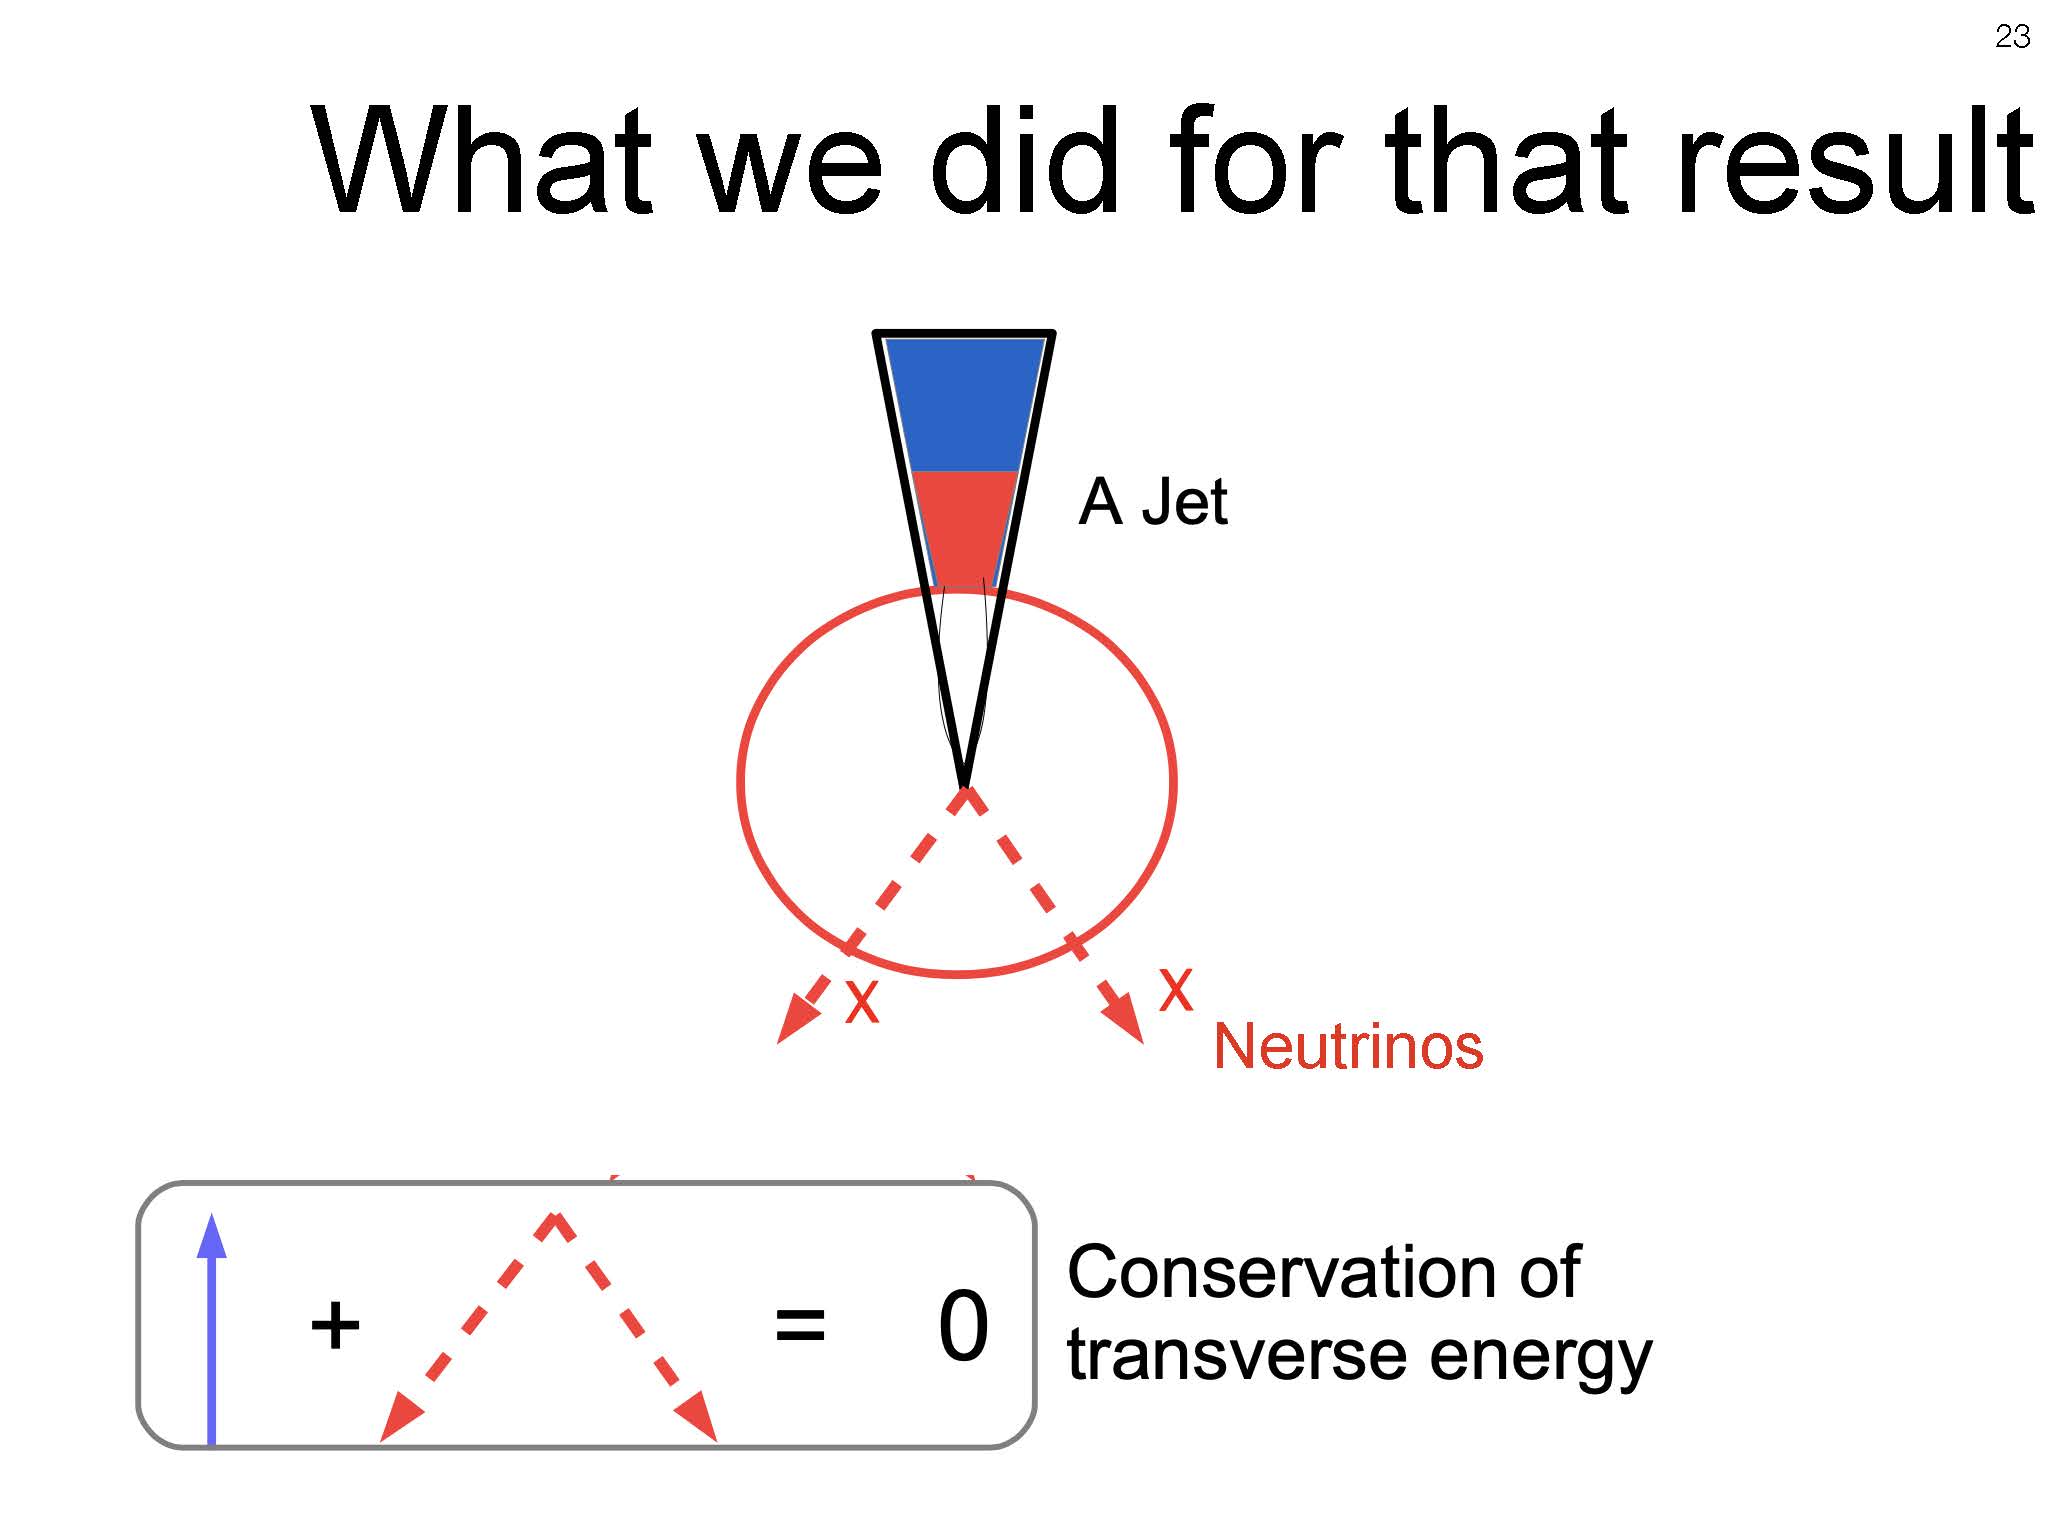 23
What we did for that result
A Jet
X
X
Neutrinos
+ = 0
Conservation of
transverse energy